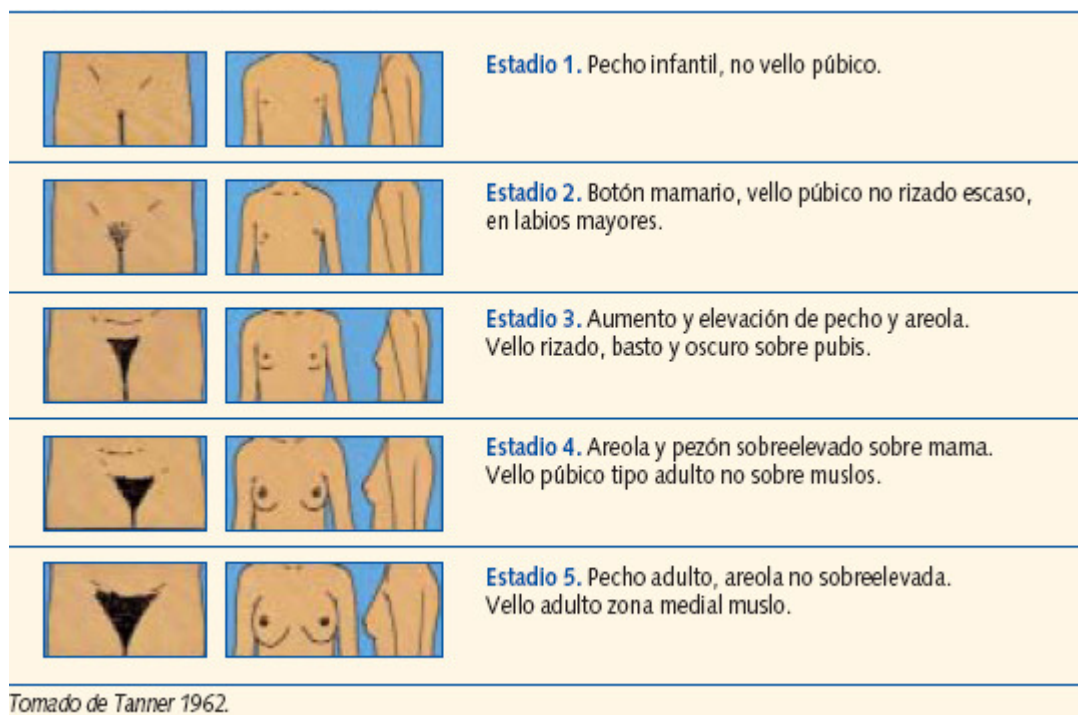 Estadio 1. Pecho infantil, no vello púbico.
Estadio 2. Botón mamario, vello púbico no rizado escaso,
en labios mayores.
Estadio 3. Aumento y elevación de pecho y areola.
Vello rizado, basto y oscuro sobre pubis.
Estadio 4. Areola y pezón sobreelevado sobre mama.
Vello púbico tipo adulto no sobre muslos.
Estadio 5. Pecho adulto, areola no sobreelevada.
Vello adulto zona medial muslo.
Tomado de Tanner 1962.